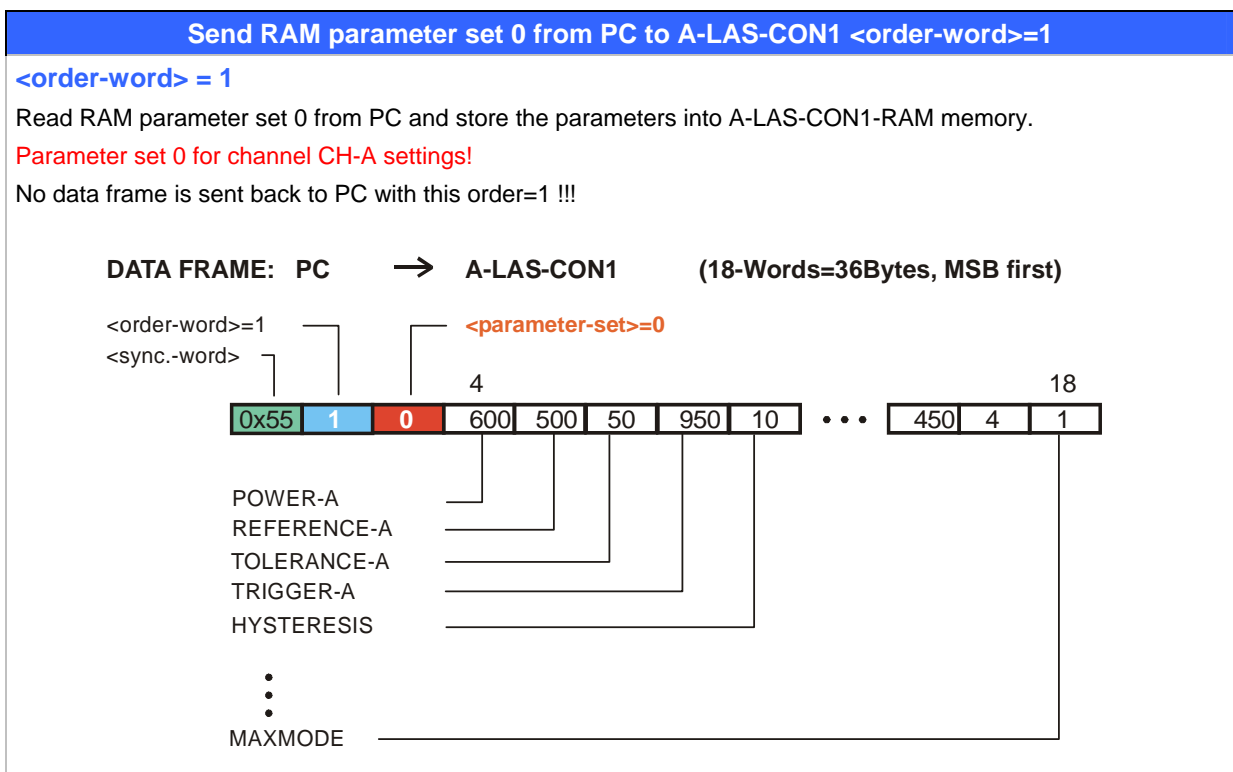 Send RAM parameter set 0 from PC to A-LAS-CON1 <order-word>=1
<order-word> = 1
Read RAM parameter set 0 from PC and store the parameters into A-LAS-CON1-RAM memory.
Parameter set 0 for channel CH-A settings!
No data frame is sent back to PC with this order=1 !!!
DATA FRAME: PC → A-LAS-CON1 (18-Words=36Bytes, MSB first)
<order-word>=1 <parameter-set>=0
<sync.-word>
4 18
0x55 1 0 600 500 50 950 10 • • • 450 4 1
POWER-A
REFERENCE-A
TOLERANCE-A
TRIGGER-A
HYSTERESIS
MAXMODE